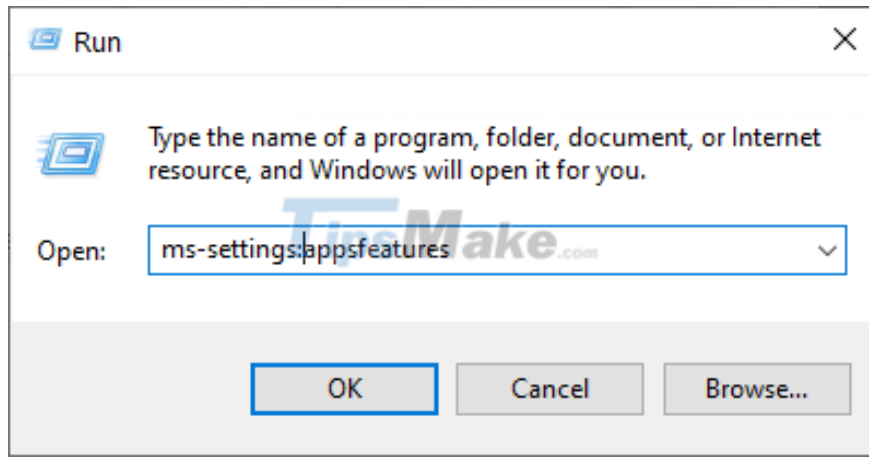 Run
Type the name of a program, folder, document, or Internet
resource, and Windows will open it for you.
TipsMake.com
Open: ms-settings:appsfeatures
OK Cancel Browse...